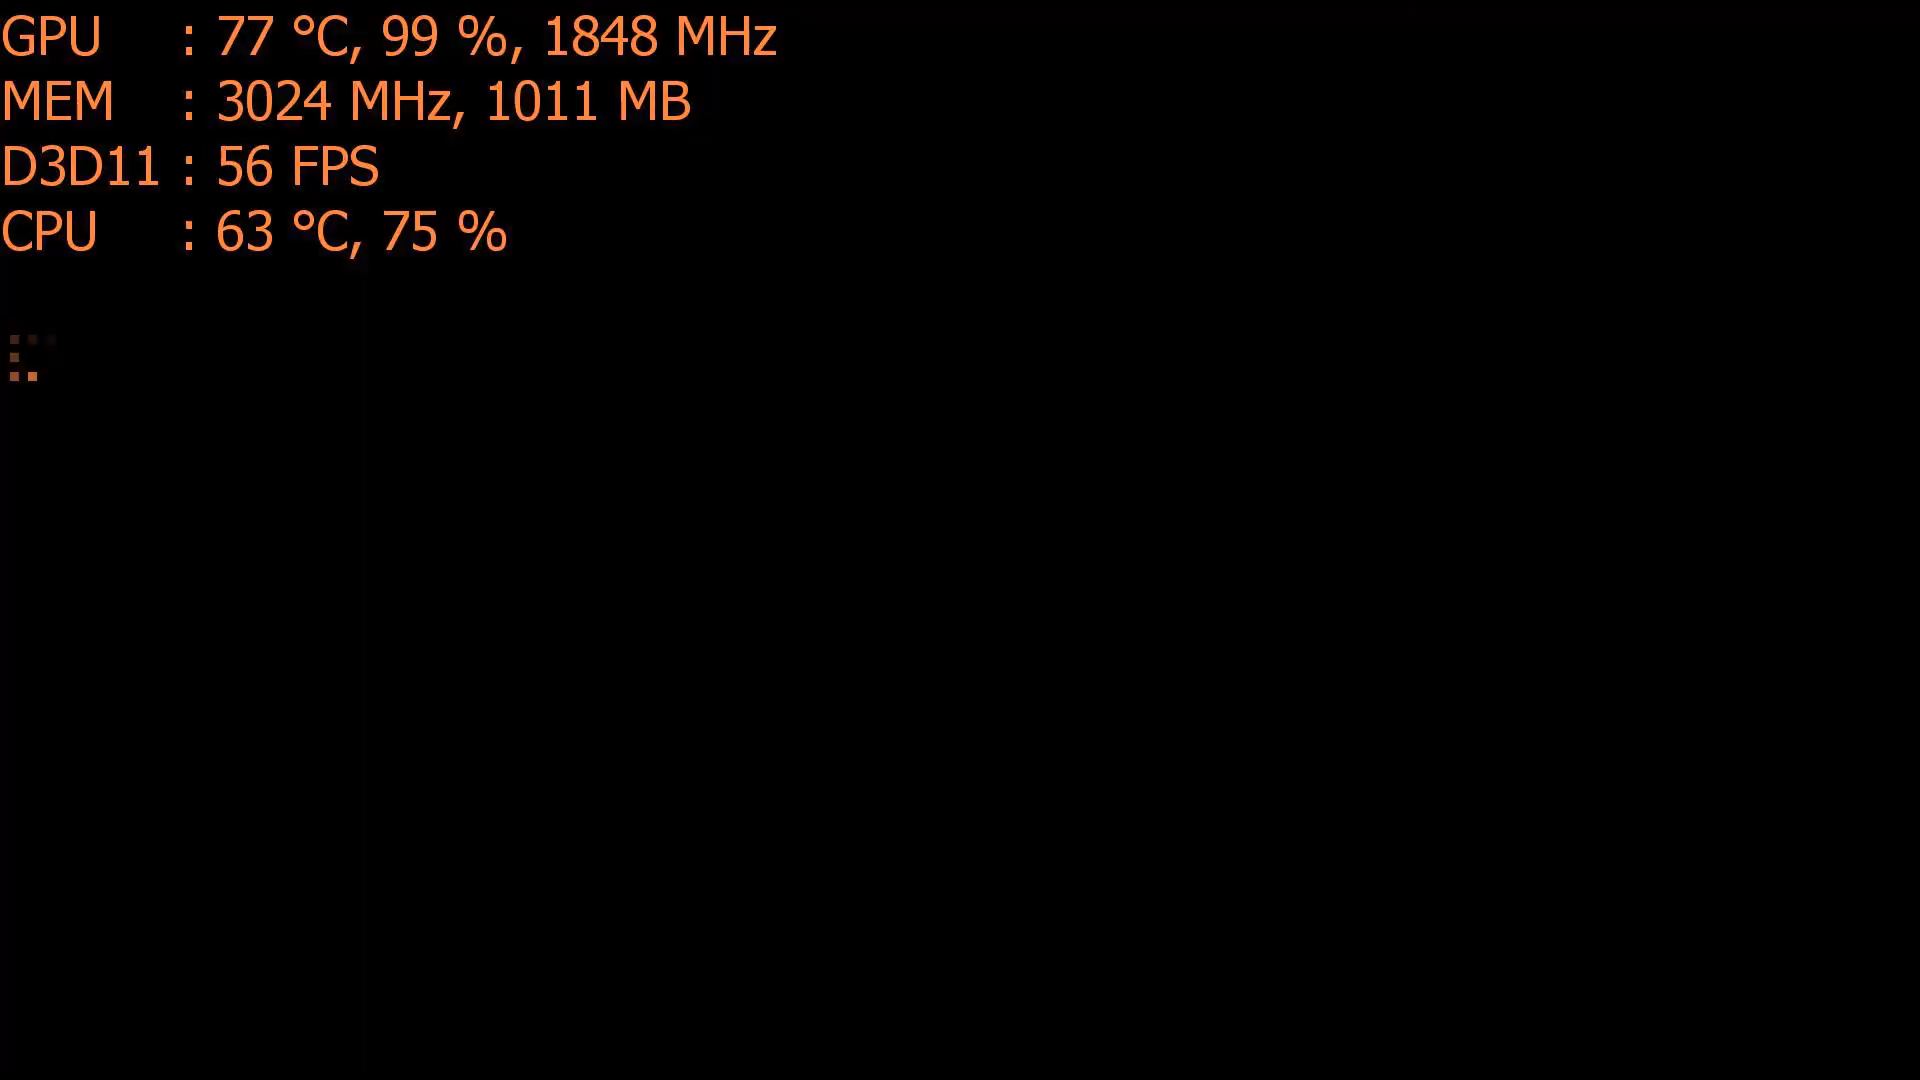 GPU : 77 °C, 99 %, 1848 MHz
MEM : 3024 MHz, 1011 MB
D3D11 : 56 FPS
CPU : 63 °C, 75 %